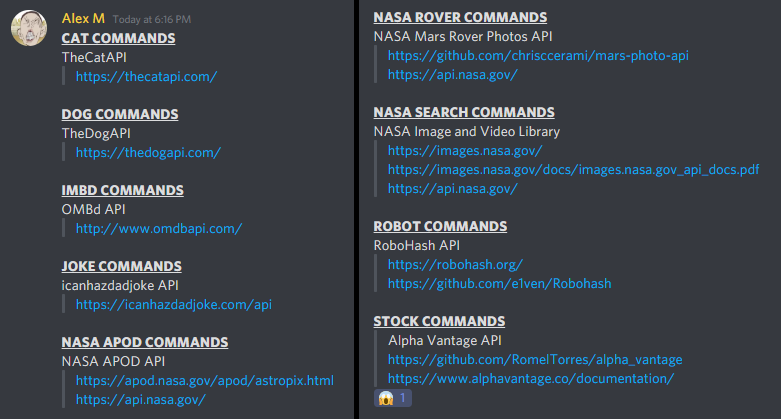 Alex M Today at 6:16 PM
CAT COMMANDS
TheCatAPI
https://thecatapi.com/
DOG COMMANDS
TheDogAPI
https://thedogapi.com/
IMBD COMMANDS
OMBd API
http://www.omdbapi.com/
JOKE COMMANDS
icanhazdadjoke API
https://icanhazdadjoke.com/api
NASA APOD COMMANDS
NASA APOD API
https://apod.nasa.gov/apod/astropix.html
https://api.nasa.gov/
NASA ROVER COMMANDS
NASA Mars Rover Photos API
https://github.com/chrisccerami/mars-photo-api
https://api.nasa.gov/
NASA SEARCH COMMANDS
NASA Image and Video Library
https://images.nasa.gov/
https://images.nasa.gov/docs/images.nasa.gov_api_docs.pdf
https://api.nasa.gov/
ROBOT COMMANDS
RoboHash API
https://robohash.org/
https://github.com/e1ven/Robohash
STOCK COMMANDS
Alpha Vantage API
https://github.com/RomelTorres/alpha_vantage
https://www.alphavantage.co/documentation/
1